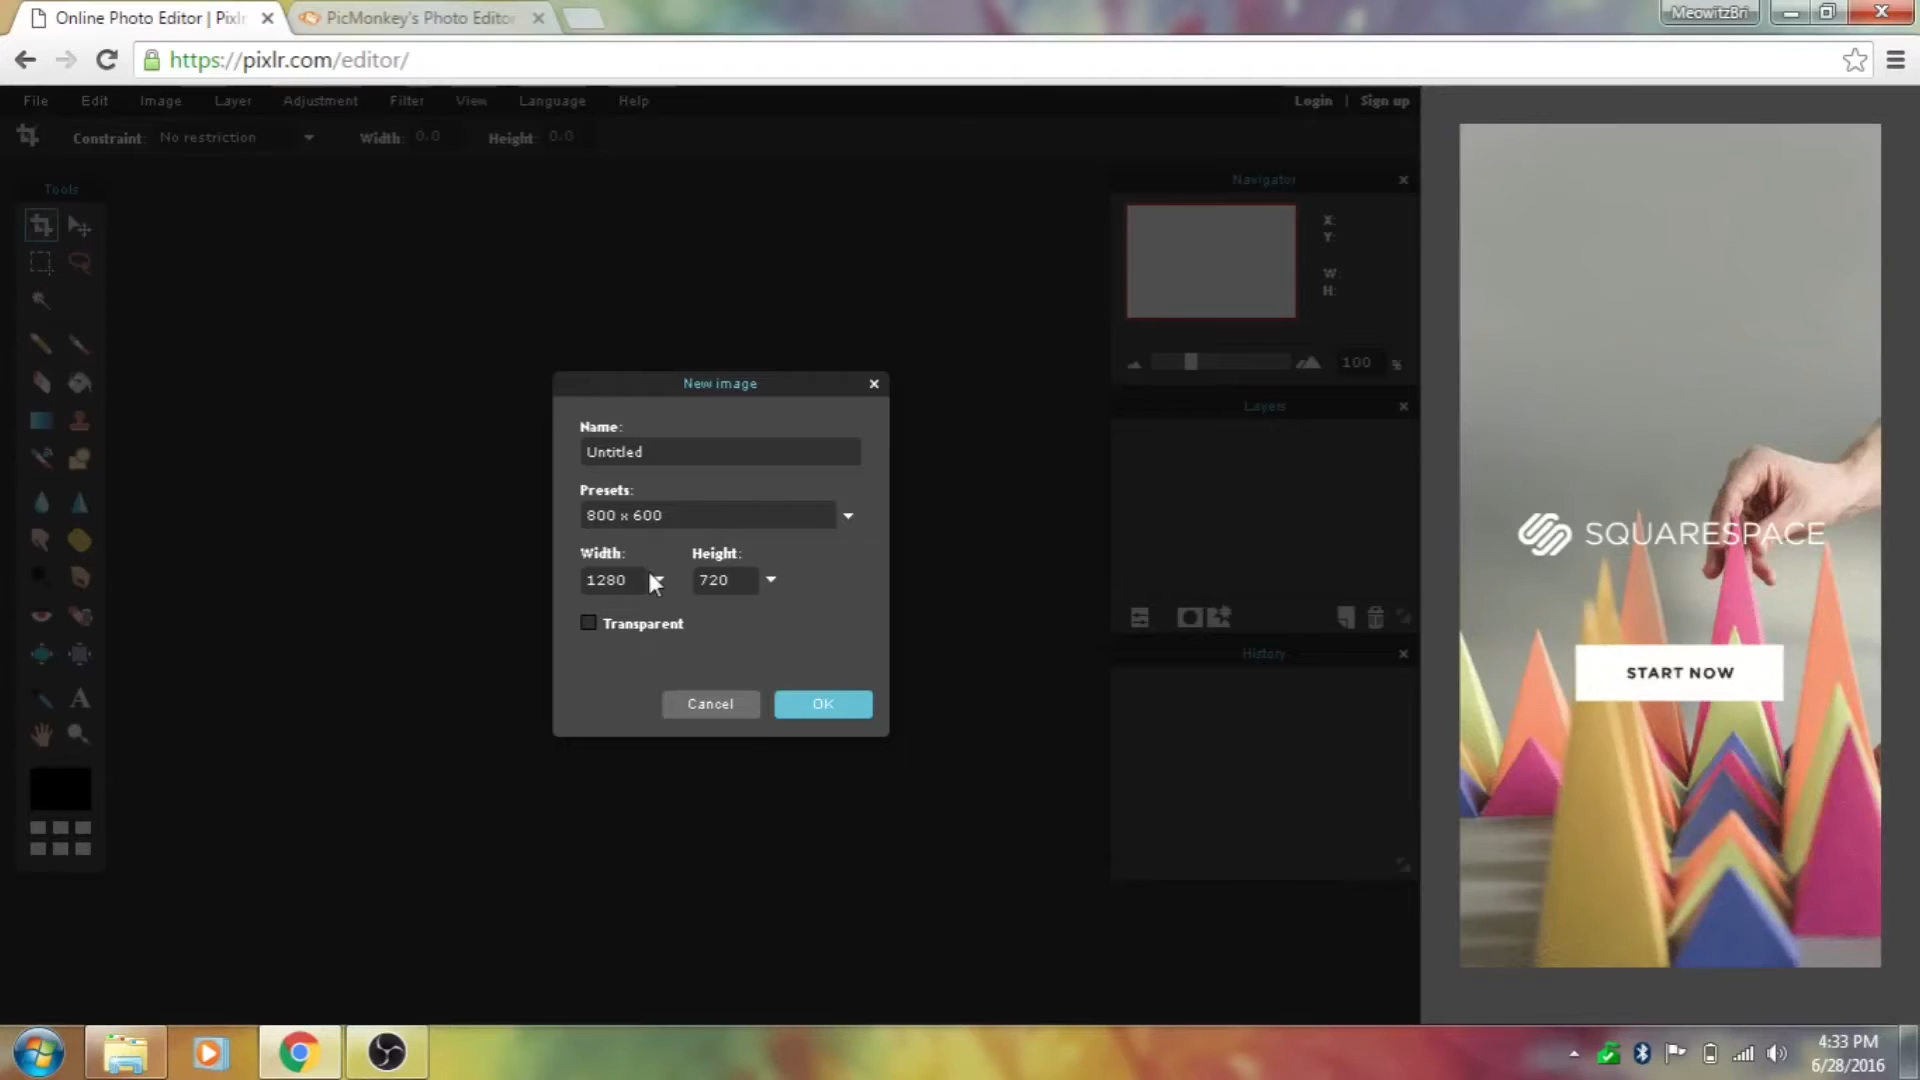 Online Photo Editor | Pixlr
PicMonkey's Photo Editor
MeowitzBri
https://pixlr.com/editor/
File Edit Image Layer Adjustment Filter View Language Help Login | Sign up
Constraint: No restriction Width: 0.0 Height: 0.0
Tools
Navigator
X:
Y:
W:
H:
100 %
Layers
History
New image
Name:
Untitled
Presets:
800 x 600
Width: Height:
1280 720
Transparent
Cancel OK
SQUARESPACE
START NOW
4:33 PM
6/28/2016